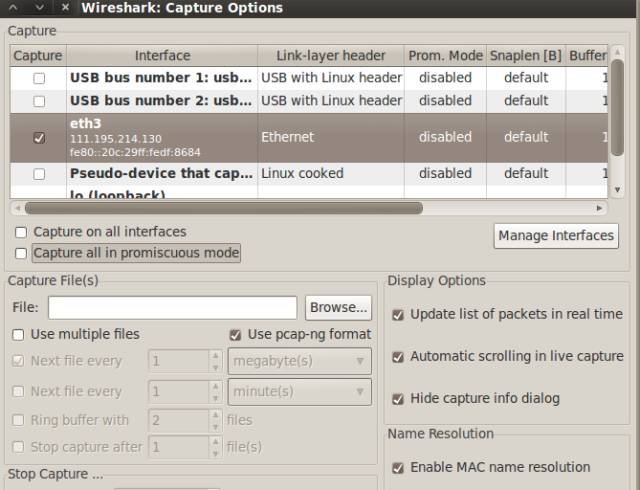 Wireshark: Capture Options
Capture
Capture Interface Link-layer header Prom. Mode Snaplen [B] Buffer
USB bus number 1: usb... USB with Linux header disabled default 1
USB bus number 2: usb... USB with Linux header disabled default 1
eth3
111.195.214.130 Ethernet disabled default 1
fe80::20c:29ff:fedf:8684
Pseudo-device that cap... Linux cooked disabled default 1
lo (loopback)
Capture on all interfaces
Manage Interfaces
Capture all in promiscuous mode
Capture File(s)
File: Browse...
Use multiple files Use pcap-ng format
Next file every 1 megabyte(s)
Next file every 1 minute(s)
Ring buffer with 2 files
Stop capture after 1 file(s)
Stop Capture ...
Display Options
Update list of packets in real time
Automatic scrolling in live capture
Hide capture info dialog
Name Resolution
Enable MAC name resolution